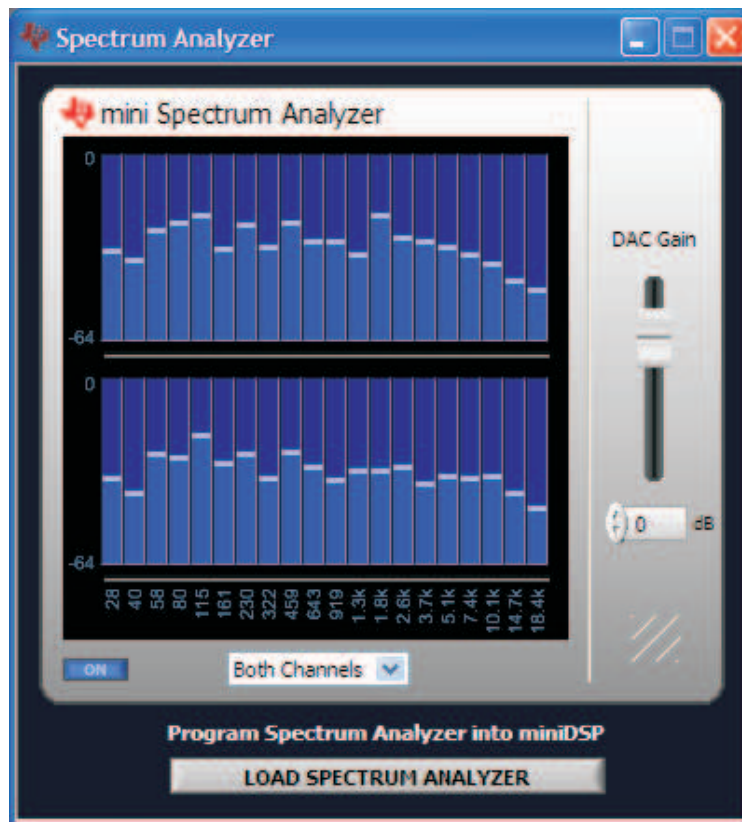 Spectrum Analyzer
mini Spectrum Analyzer
0
-64
0
-64
28 40 58 80 115 161 230 322 459 643 919 1.3k 1.8k 2.6k 3.7k 5.1k 7.4k 10.1k 14.7k 18.4k
DAC Gain
0 dB
ON
Both Channels
Program Spectrum Analyzer into miniDSP
LOAD SPECTRUM ANALYZER